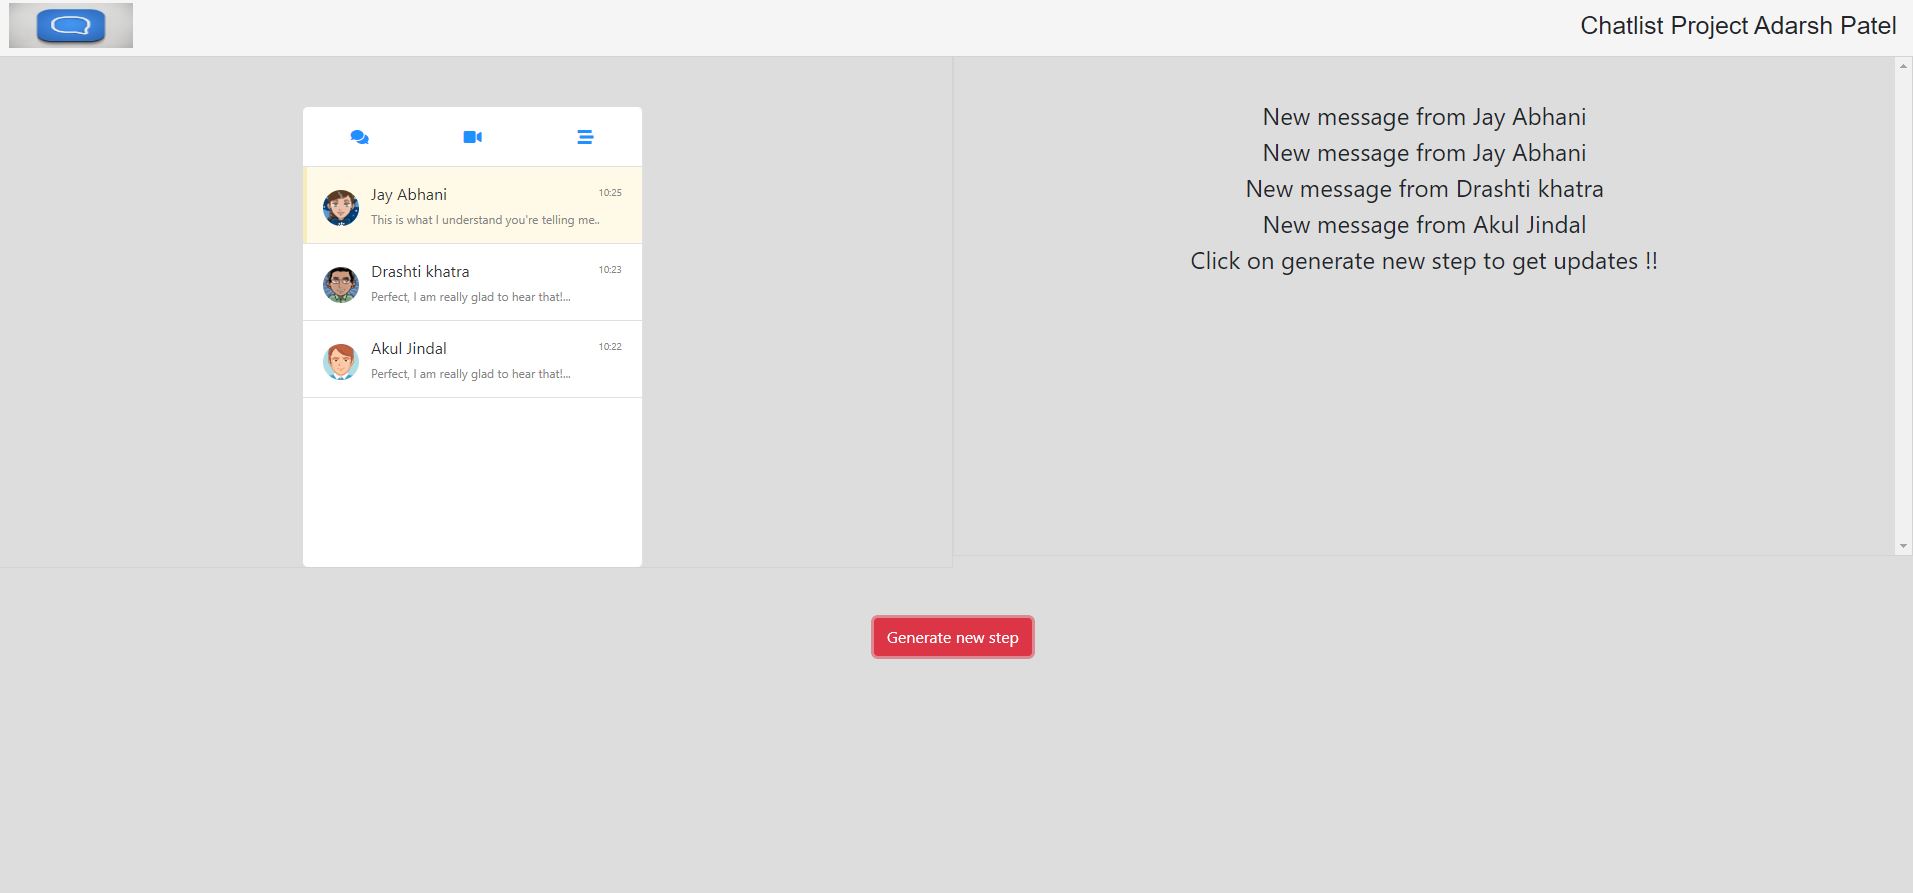 Chatlist Project Adarsh Patel
Jay Abhani 10:25
This is what I understand you're telling me..
Drashti khatra 10:23
Perfect, I am really glad to hear that!...
Akul Jindal 10:22
Perfect, I am really glad to hear that!...
New message from Jay Abhani
New message from Jay Abhani
New message from Drashti khatra
New message from Akul Jindal
Click on generate new step to get updates !!
Generate new step